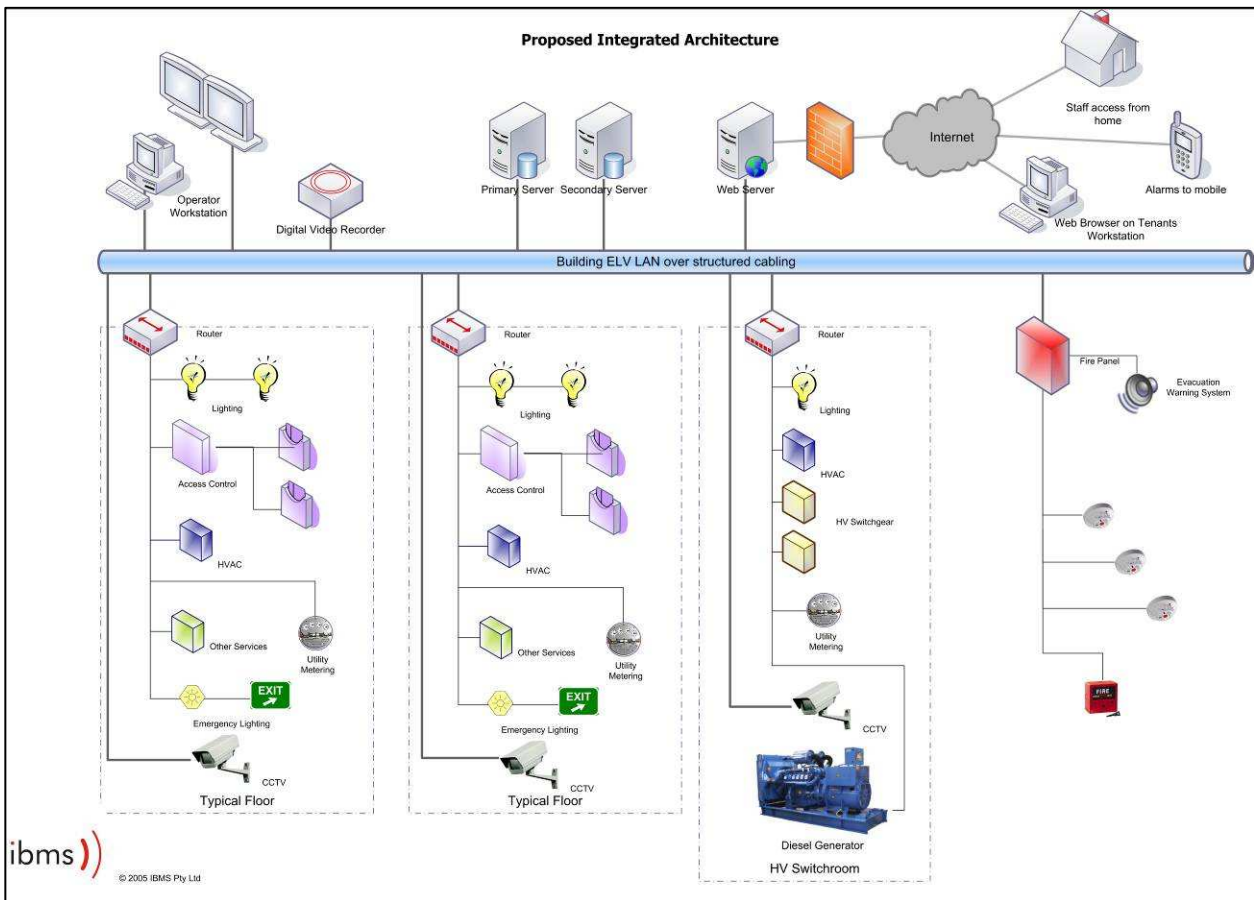 Proposed Integrated Architecture
Operator
Workstation
Digital Video Recorder
Primary Server
Secondary Server
Web Server
Internet
Staff access from
home
Alarms to mobile
Web Browser on Tenants
Workstation
Building ELV LAN over structured cabling
Router
Lighting
Access Control
HVAC
Other Services
Utility
Metering
EXIT
Emergency Lighting
CCTV
Typical Floor
Router
Lighting
Access Control
HVAC
Other Services
Utility
Metering
EXIT
Emergency Lighting
CCTV
Typical Floor
Router
Lighting
HVAC
HV Switchgear
Utility
Metering
CCTV
Diesel Generator
HV Switchroom
Fire Panel
Evacuation
Warning System
FIRE
ibms
© 2005 IBMS Pty Ltd